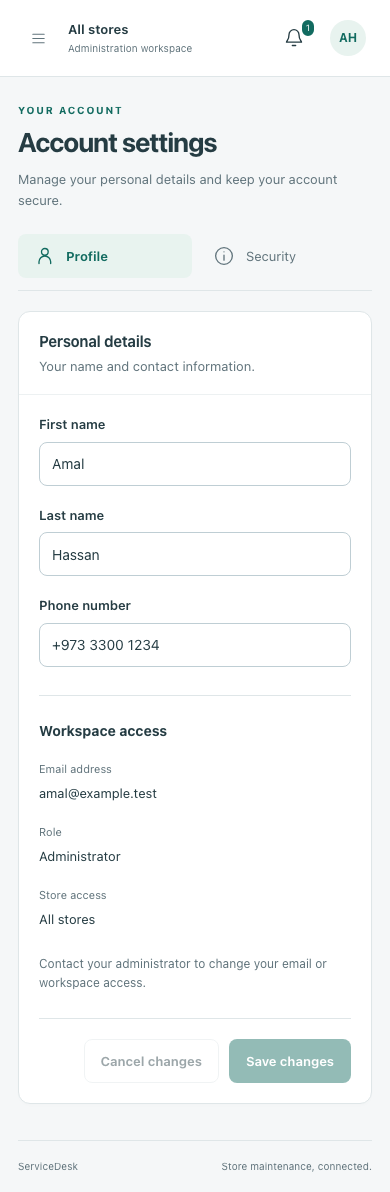 All stores
Administration workspace
1
AH
YOUR ACCOUNT
Account settings
Manage your personal details and keep your account
secure.
Profile
Security
Personal details
Your name and contact information.
First name
Amal
Last name
Hassan
Phone number
+973 3300 1234
Workspace access
Email address
amal@example.test
Role
Administrator
Store access
All stores
Contact your administrator to change your email or
workspace access.
Cancel changes
Save changes
ServiceDesk
Store maintenance, connected.